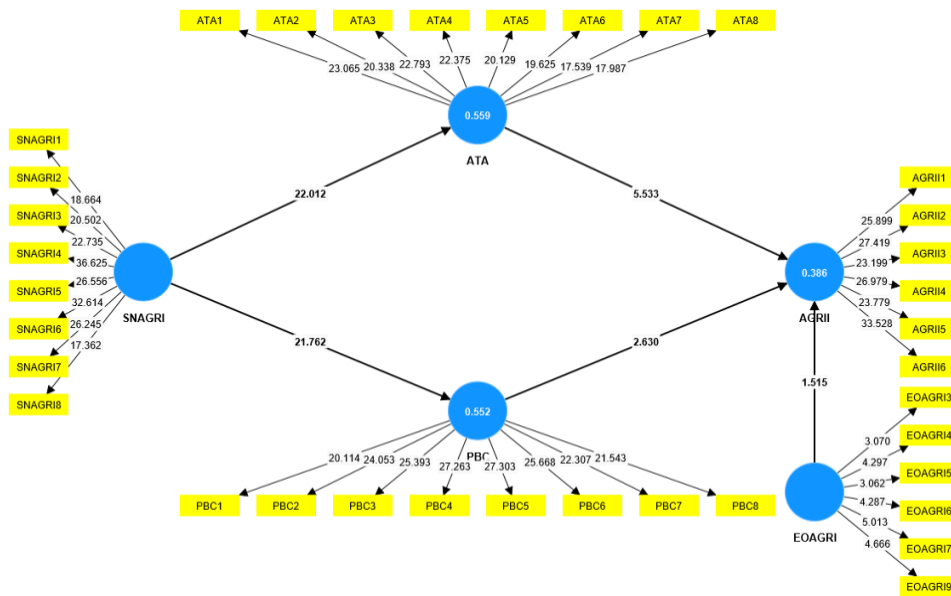 ATA1 ATA2 ATA3 ATA4 ATA5 ATA6 ATA7 ATA8
23.065 20.338 22.793 22.375 20.129 19.625 17.539 17.987
0.559
ATA
SNAGRI1
SNAGRI2
SNAGRI3
SNAGRI4
SNAGRI5
SNAGRI6
SNAGRI7
SNAGRI8
18.664
20.502
22.735
36.625
26.556
32.614
26.245
17.362
SNAGRI
22.012
5.533
21.762
2.630
0.386
AGRII
25.899
27.419
23.199
26.979
23.779
33.528
AGRII1
AGRII2
AGRII3
AGRII4
AGRII5
AGRII6
1.515
0.552
PBC
20.114 24.053 25.393 27.263 27.303 25.668 22.307 21.543
PBC1 PBC2 PBC3 PBC4 PBC5 PBC6 PBC7 PBC8
EOAGRI
3.070
4.297
3.062
4.287
5.013
4.666
EOAGRI3
EOAGRI4
EOAGRI5
EOAGRI6
EOAGRI7
EOAGRI9